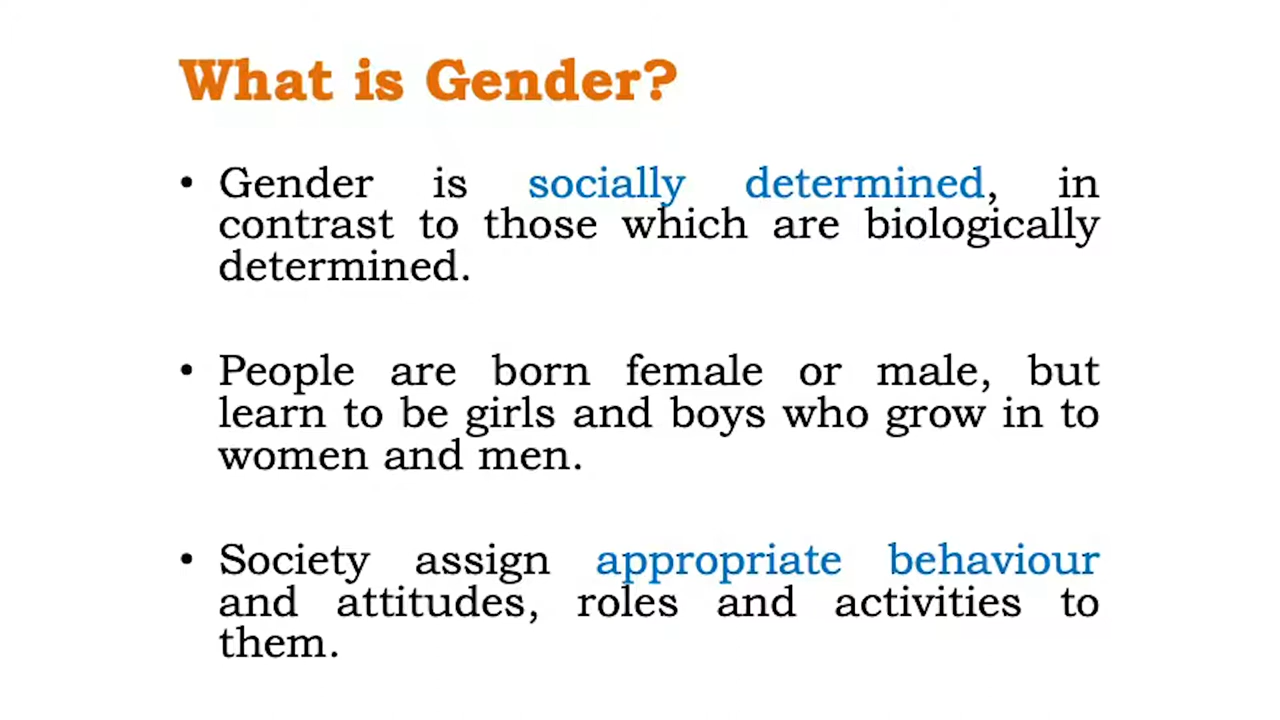 What is Gender?
• Gender is socially determined, in
contrast to those which are biologically
determined.
• People are born female or male, but
learn to be girls and boys who grow in to
women and men.
• Society assign appropriate behaviour
and attitudes, roles and activities to
them.